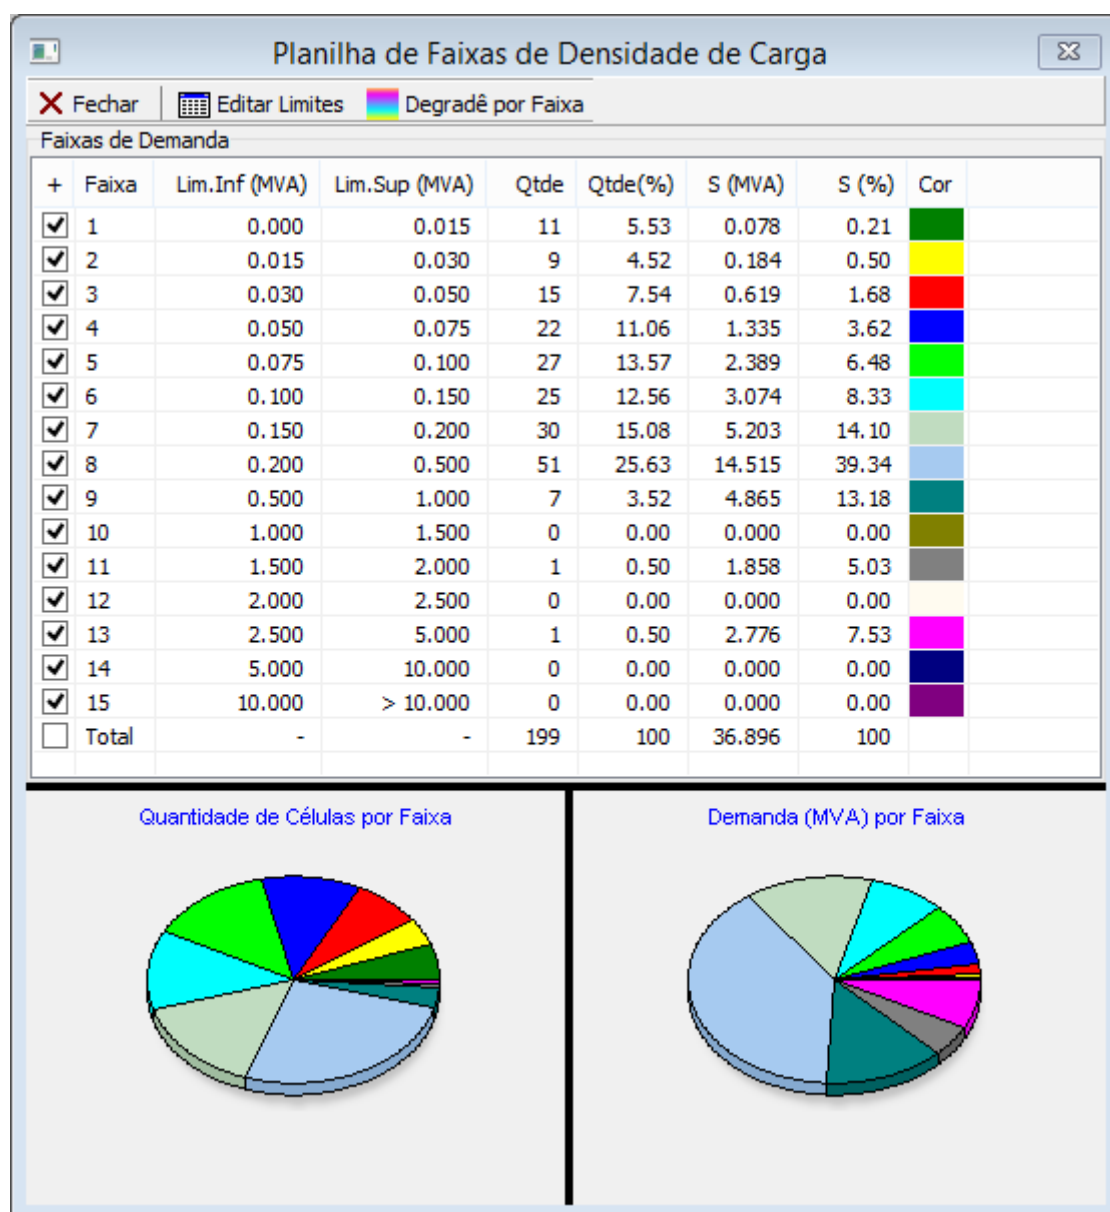 Planilha de Faixas de Densidade de Carga
Fechar Editar Limites Degradê por Faixa
Faixas de Demanda
+ Faixa Lim.Inf (MVA) Lim.Sup (MVA) Qtde Qtde(%) S (MVA) S (%) Cor
1 0.000 0.015 11 5.53 0.078 0.21
2 0.015 0.030 9 4.52 0.184 0.50
3 0.030 0.050 15 7.54 0.619 1.68
4 0.050 0.075 22 11.06 1.335 3.62
5 0.075 0.100 27 13.57 2.389 6.48
6 0.100 0.150 25 12.56 3.074 8.33
7 0.150 0.200 30 15.08 5.203 14.10
8 0.200 0.500 51 25.63 14.515 39.34
9 0.500 1.000 7 3.52 4.865 13.18
10 1.000 1.500 0 0.00 0.000 0.00
11 1.500 2.000 1 0.50 1.858 5.03
12 2.000 2.500 0 0.00 0.000 0.00
13 2.500 5.000 1 0.50 2.776 7.53
14 5.000 10.000 0 0.00 0.000 0.00
15 10.000 > 10.000 0 0.00 0.000 0.00
Total - - 199 100 36.896 100
Quantidade de Células por Faixa
Demanda (MVA) por Faixa